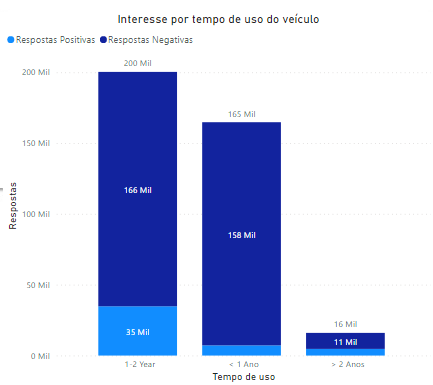 Interesse por tempo de uso do veículo
Respostas Positivas Respostas Negativas
200 Mil
150 Mil
100 Mil
50 Mil
0 Mil
Respostas
200 Mil
166 Mil
35 Mil
165 Mil
158 Mil
16 Mil
11 Mil
1-2 Year < 1 Ano > 2 Anos
Tempo de uso